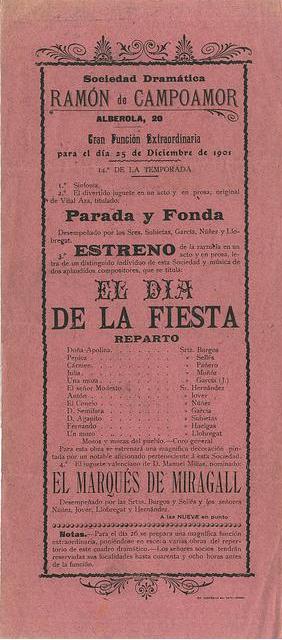 Sociedad Dramática
RAMÓN de CAMPOAMOR
ALBEROLA, 20
Gran Función Extraordinaria
para el día 25 de Diciembre de 1901
14.ª DE LA TEMPORADA
1.º Sinfonía.
2.º El divertido juguete en un acto y en prosa, original
de Vital Aza, titulado:
Parada y Fonda
Desempeñado por los Sres. Subietas, García, Núñez y Llo-
bregat.
3.º ESTRENO de la zarzuela en un
acto y en prosa, le-
tra de un distinguido individuo de esta Sociedad y música de
dos aplaudidos compositores, que se titula:
EL DIA
DE LA FIESTA
REPARTO
Doña Apolina. Srta. Burgos
Pepica » Sellés
Cármen. » Pañero
Julia. » Muñóz
Una moza. » García (J.)
El señor Modesto. Sr. Hernández
Antón. » Jover
El Conejo » Núñez
D. Semifora » García
D. Agapito » Subietas
Fernando » Huelgas
Un mozo » Llobregat
Mozos y mozas del pueblo.—Coro general
Para esta obra se estrenará una magnífica decoración pin-
tada por un notable aficionado perteneciente á esta Sociedad.
4.º El juguete valenciano de D. Manuel Millás, nominado:
EL MARQUÉS DE MIRAGALL
Desempeñado por las Srtas. Burgos y Sellés y los señores
Núñez, Jover, Llobregat y Hernández.
A las NUEVE en punto
Notas.—Para el día 26 se prepara una magnífica función
extraordinaria, poniéndose en escena varias obras del reper-
torio de este cuadro dramático.—Los señores socios tendrán
reservadas sus localidades hasta cuarenta y ocho horas antes
de la función.